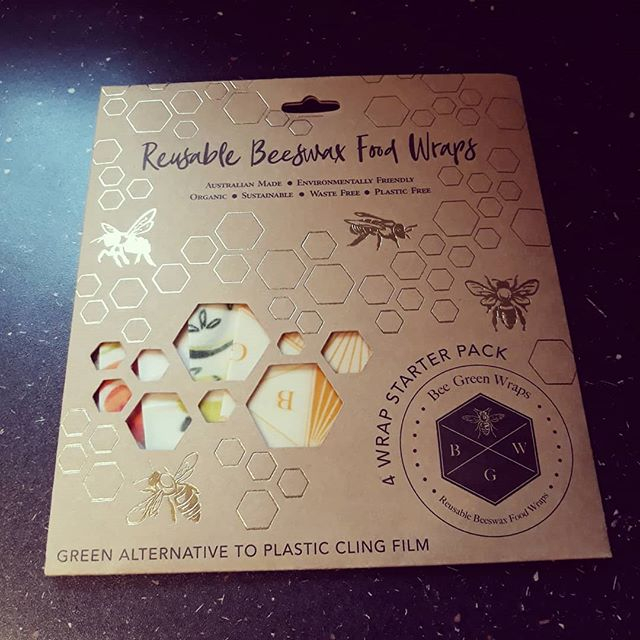 Reusable Beeswax Food Wraps
Australian Made • Environmentally Friendly
Organic • Sustainable • Waste Free • Plastic Free
4 WRAP STARTER PACK
Bee Green Wraps
B W
G
Reusable Beeswax Food Wraps
G
B
GREEN ALTERNATIVE TO PLASTIC CLING FILM